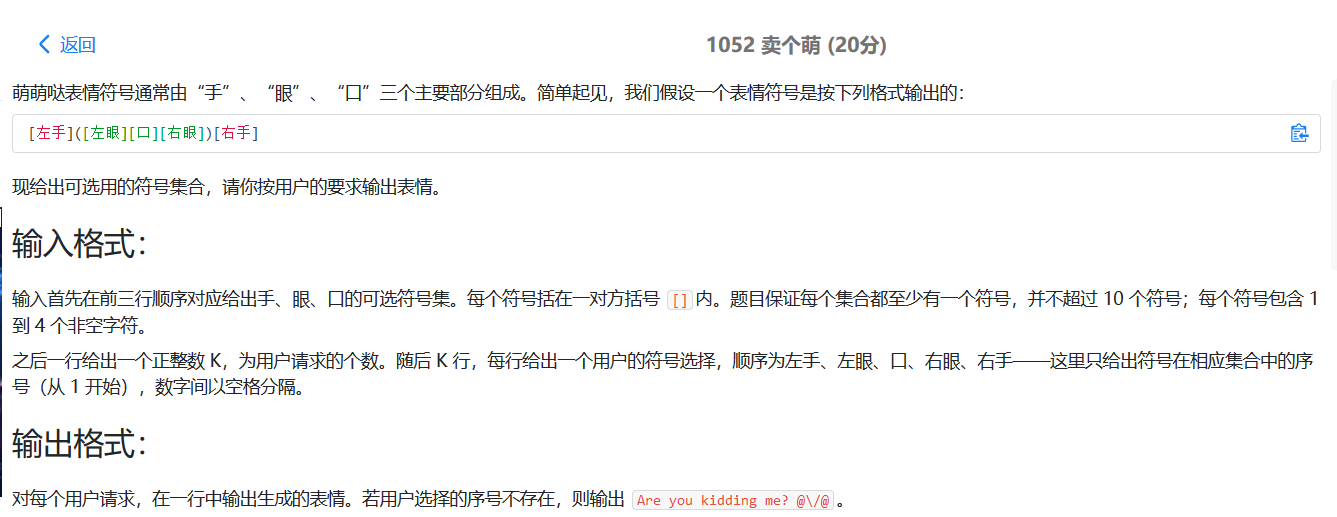 返回
1052 卖个萌 (20分)
萌萌哒表情符号通常由“手”、“眼”、“口”三个主要部分组成。简单起见，我们假设一个表情符号是按下列格式输出的：
[左手]([左眼][口][右眼])[右手]
现给出可选用的符号集合，请你按用户的要求输出表情。
输入格式：
输入首先在前三行顺序对应给出手、眼、口的可选符号集。每个符号括在一对方括号 []内。题目保证每个集合都至少有一个符号，并不超过 10 个符号；每个符号包含 1
到 4 个非空字符。
之后一行给出一个正整数 K，为用户请求的个数。随后 K 行，每行给出一个用户的符号选择，顺序为左手、左眼、口、右眼、右手——这里只给出符号在相应集合中的序
号（从 1 开始），数字间以空格分隔。
输出格式：
对每个用户请求，在一行中输出生成的表情。若用户选择的序号不存在，则输出 Are you kidding me? @\/@ 。